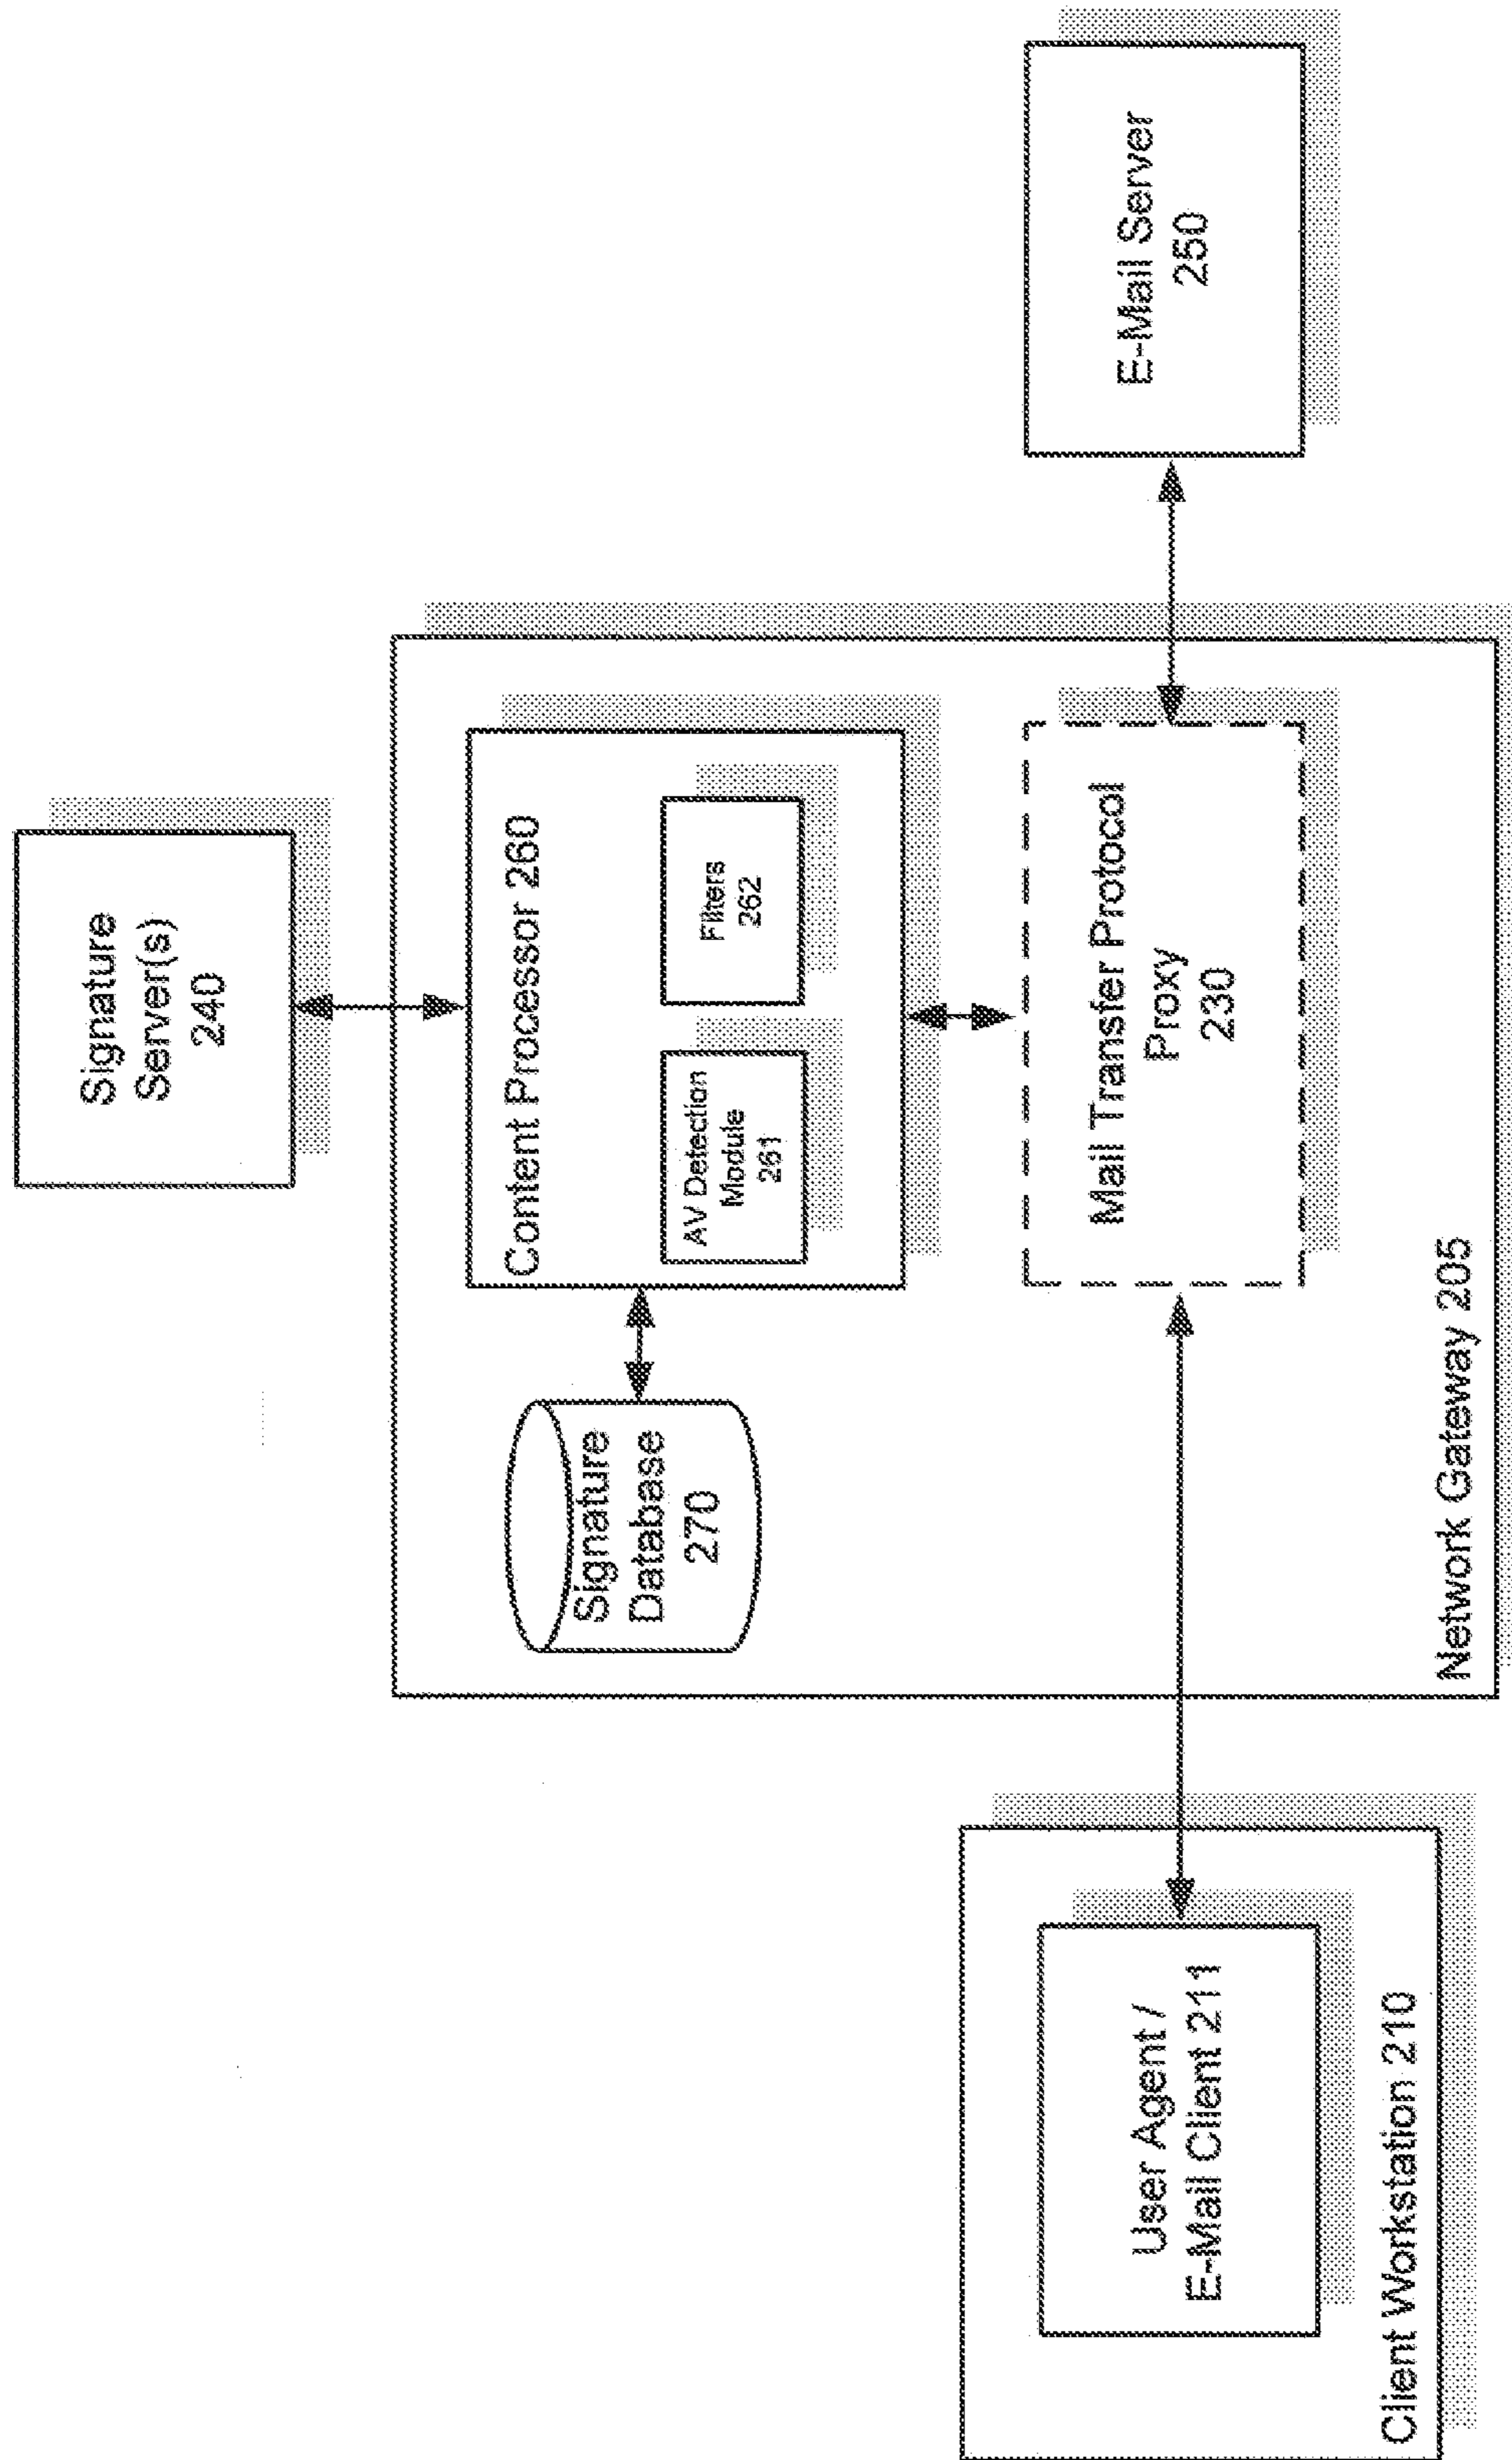 Signature
Server(s)
240
Content Processor 260
Signature
Database
270
AV Detection
Module
261
Filters
262
User Agent /
E-Mail Client 211
Client Workstation 210
Mail Transfer Protocol
Proxy
230
E-Mail Server
250
Network Gateway 205